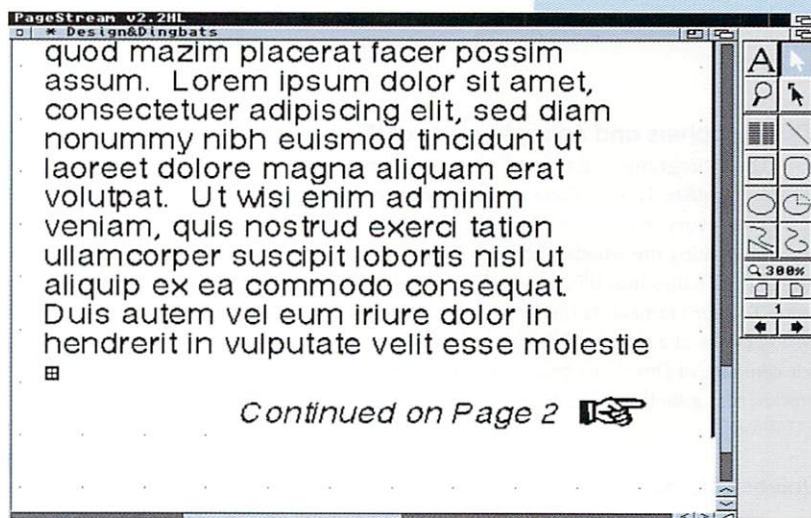 PageStream v2.2HL
* Design&Dingbats
quod mazim placerat facer possim
assum. Lorem ipsum dolor sit amet,
consectetuer adipiscing elit, sed diam
nonummy nibh euismod tincidunt ut
laoreet dolore magna aliquam erat
volutpat. Ut wisi enim ad minim
veniam, quis nostrud exerci tation
ullamcorper suscipit lobortis nisl ut
aliquip ex ea commodo consequat.
Duis autem vel eum iriure dolor in
hendrerit in vulputate velit esse molestie
Continued on Page 2
A
300%
1